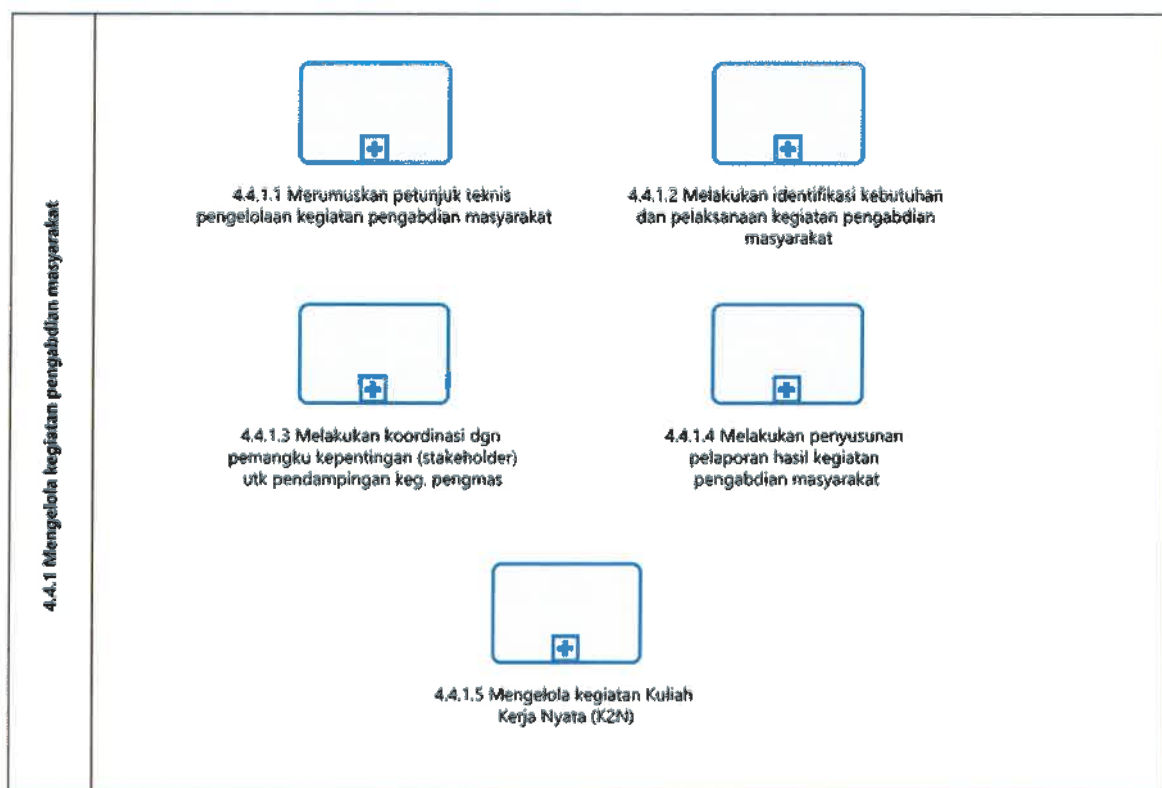 4.4.1 Mengelola kegiatan pengabdian masyarakat
4.4.1.1 Merumuskan petunjuk teknis
pengelolaan kegiatan pengabdian masyarakat
4.4.1.2 Melakukan identifikasi kebutuhan
dan pelaksanaan kegiatan pengabdian
masyarakat
4.4.1.3 Melakukan koordinasi dgn
pemangku kepentingan (stakeholder)
utk pendampingan keg. pengmas
4.4.1.4 Melakukan penyusunan
pelaporan hasil kegiatan
pengabdian masyarakat
4.4.1.5 Mengelola kegiatan Kuliah
Kerja Nyata (K2N)